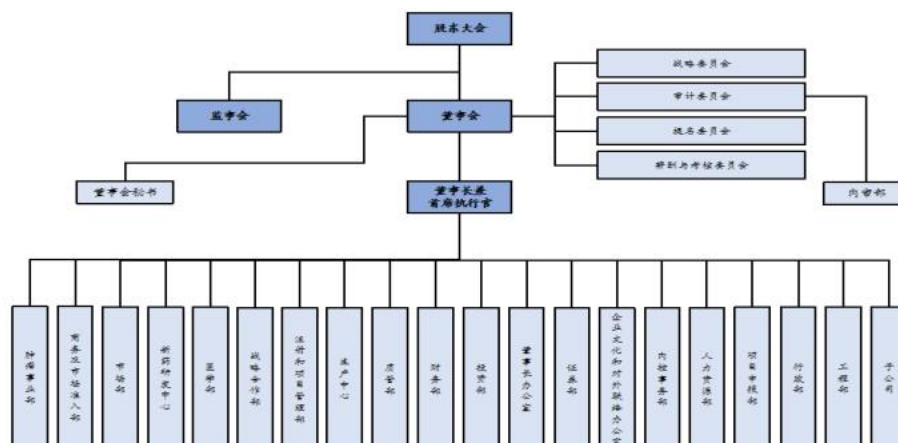 股东大会
监事会
董事会
战略委员会
审计委员会
提名委员会
薪酬与考核委员会
董事会秘书
董事长兼
首席执行官
内审部
肿瘤事业部
商务及市场准入部
市场部
新药研发中心
医学部
战略合作部
注册和项目管理部
生产中心
质管部
财务部
投资部
董事长办公室
证券部
企业文化和对外联络办公室
内控事务部
人力资源部
项目申报部
行政部
工程部
子公司